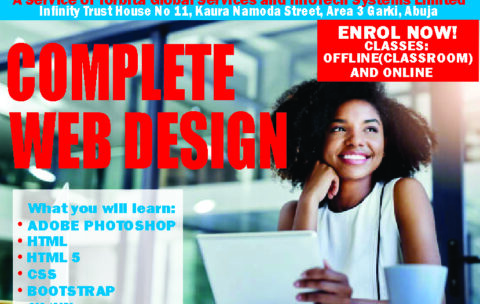 A Service Of Torbita Global Services and InfoTech Systems Limited
Infinity Trust House No 11, Kaura Namoda Street, Area 3 Garki, Abuja
ENROL NOW!
CLASSES:
OFFLINE(CLASSROOM)
AND ONLINE
COMPLETE
WEB DESIGN
What you will learn:
• ADOBE PHOTOSHOP
• HTML
• HTML 5
• CSS
• BOOTSTRAP